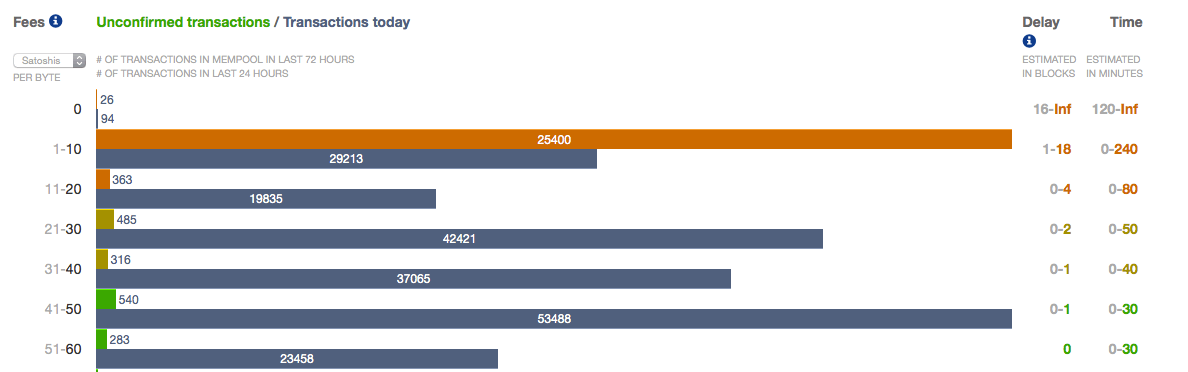 Fees Unconfirmed transactions / Transactions today Delay Time
Satoshis # OF TRANSACTIONS IN MEMPOOL IN LAST 72 HOURS ESTIMATED ESTIMATED
PER BYTE # OF TRANSACTIONS IN LAST 24 HOURS IN BLOCKS IN MINUTES
26
0 16-Inf 120-Inf
94
25400
1-10 1-18 0-240
29213
363
11-20 0-4 0-80
19835
485
21-30 0-2 0-50
42421
316
31-40 0-1 0-40
37065
540
41-50 0-1 0-30
53488
283
51-60 0 0-30
23458